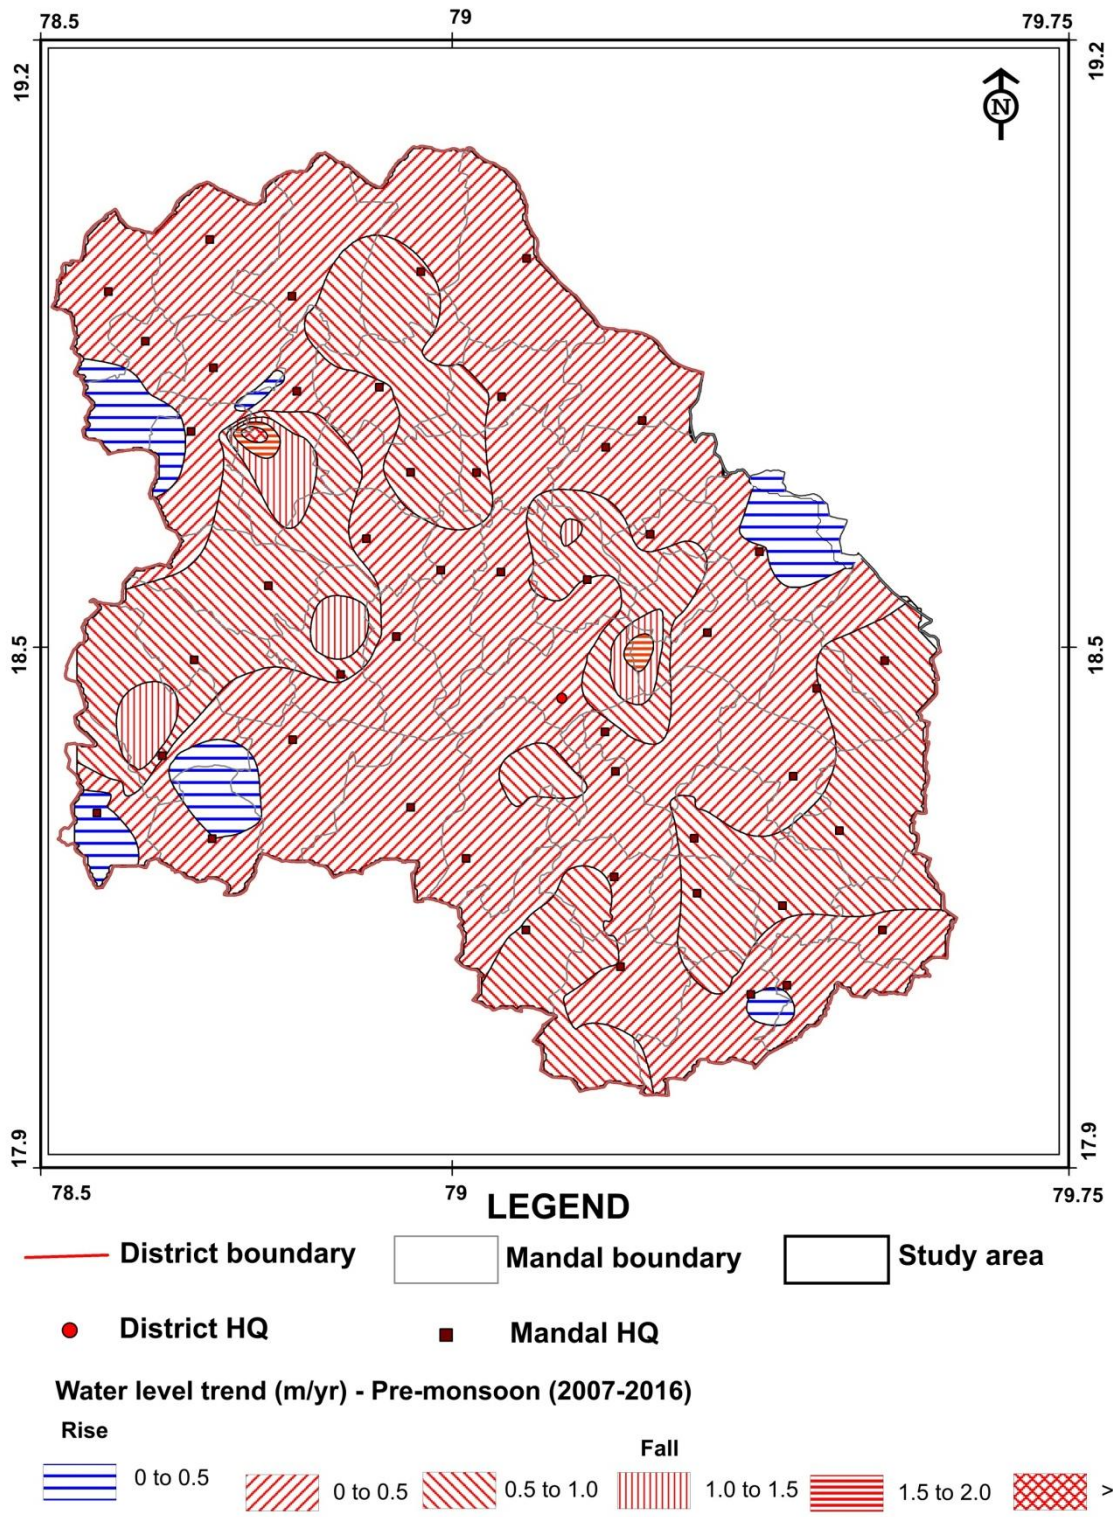 78.5 79 79.75
19.2 19.2
N
18.5 18.5
17.9 17.9
78.5 79 79.75
LEGEND
District boundary Mandal boundary Study area
District HQ Mandal HQ
Water level trend (m/yr) - Pre-monsoon (2007-2016)
Rise
Fall
0 to 0.5 0 to 0.5 0.5 to 1.0 1.0 to 1.5 1.5 to 2.0 >